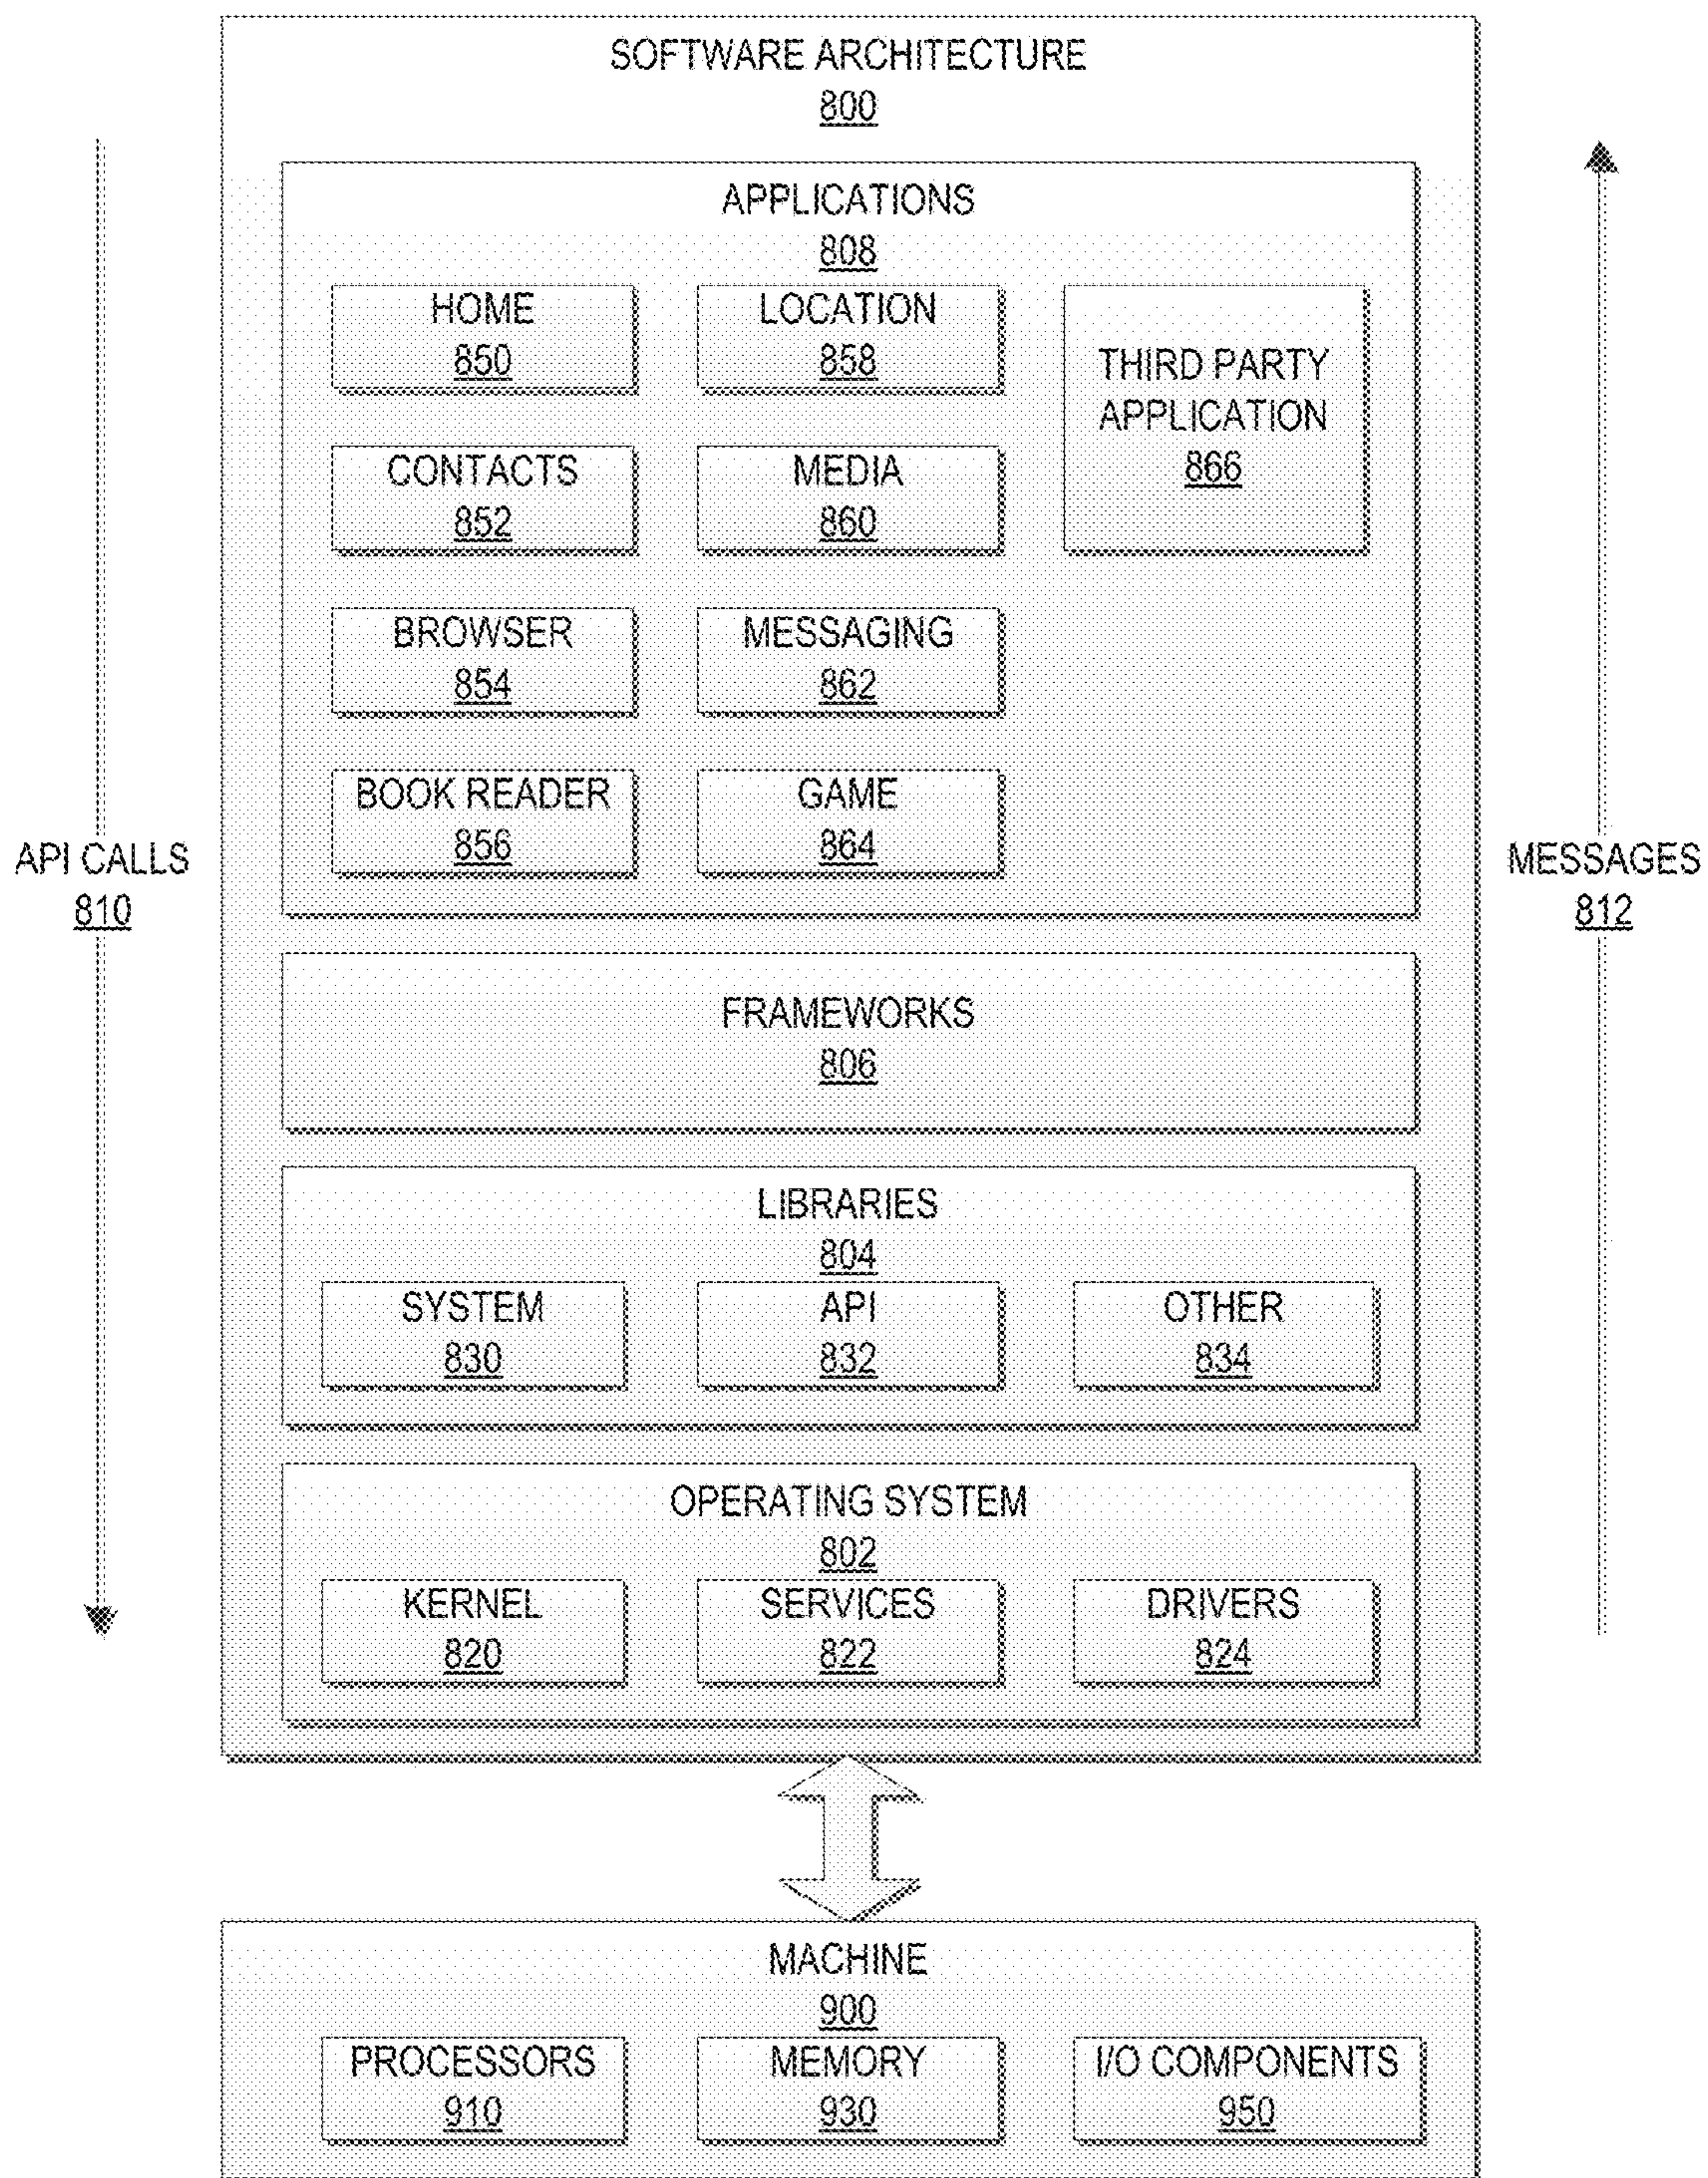 SOFTWARE ARCHITECTURE
800
APPLICATIONS
808
HOME
850
LOCATION
858
THIRD PARTY
APPLICATION
866
CONTACTS
852
MEDIA
860
BROWSER
854
MESSAGING
862
BOOK READER
856
GAME
864
API CALLS
810
MESSAGES
812
FRAMEWORKS
806
LIBRARIES
804
SYSTEM
830
API
832
OTHER
834
OPERATING SYSTEM
802
KERNEL
820
SERVICES
822
DRIVERS
824
MACHINE
900
PROCESSORS
910
MEMORY
930
I/O COMPONENTS
950